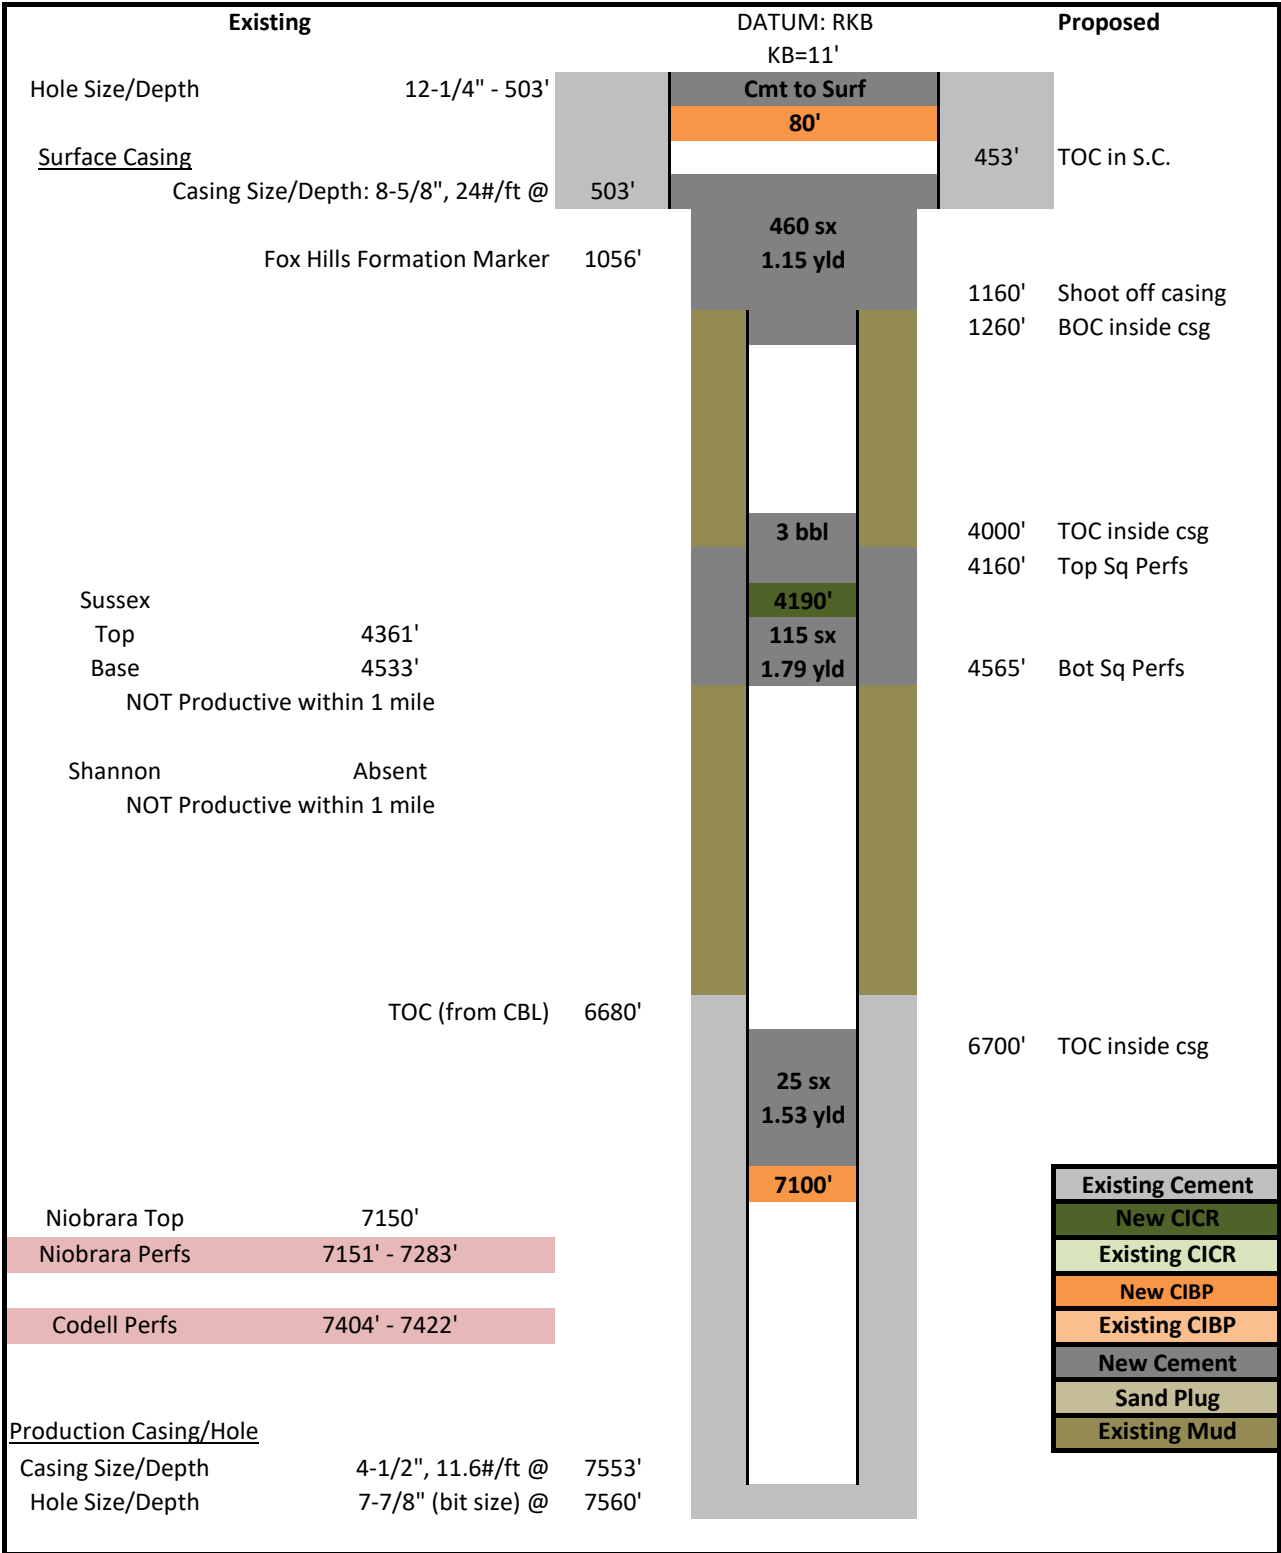 Existing DATUM: RKB Proposed
KB=11'
Hole Size/Depth 12-1/4" - 503' Cmt to Surf
80'
Surface Casing 453' TOC in S.C.
Casing Size/Depth: 8-5/8", 24#/ft @ 503'
460 sx
Fox Hills Formation Marker 1056' 1.15 yld
1160' Shoot off casing
1260' BOC inside csg
3 bbl 4000' TOC inside csg
4160' Top Sq Perfs
Sussex 4190'
Top 4361' 115 sx
Base 4533' 1.79 yld 4565' Bot Sq Perfs
NOT Productive within 1 mile
Shannon Absent
NOT Productive within 1 mile
TOC (from CBL) 6680'
6700' TOC inside csg
25 sx
1.53 yld
7100' Existing Cement
Niobrara Top 7150' New CICR
Niobrara Perfs 7151' - 7283' Existing CICR
New CIBP
Codell Perfs 7404' - 7422' Existing CIBP
New Cement
Sand Plug
Production Casing/Hole Existing Mud
Casing Size/Depth 4-1/2", 11.6#/ft @ 7553'
Hole Size/Depth 7-7/8" (bit size) @ 7560'